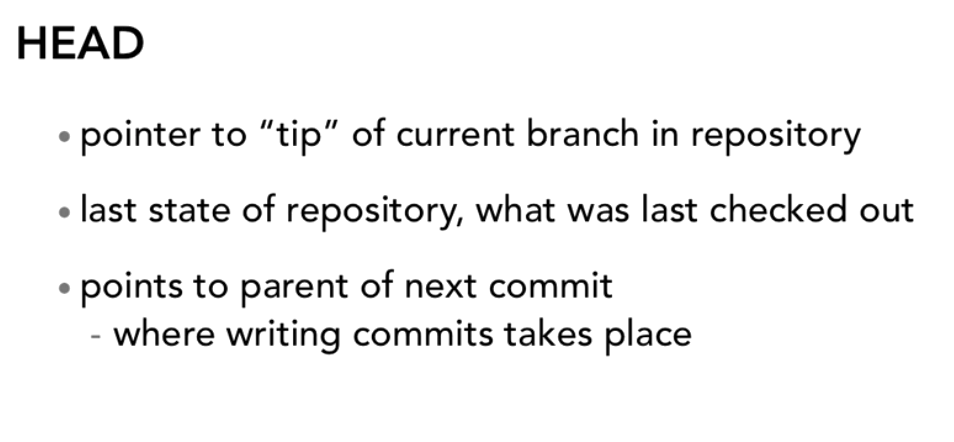 HEAD
• pointer to “tip” of current branch in repository
• last state of repository, what was last checked out
• points to parent of next commit
- where writing commits takes place